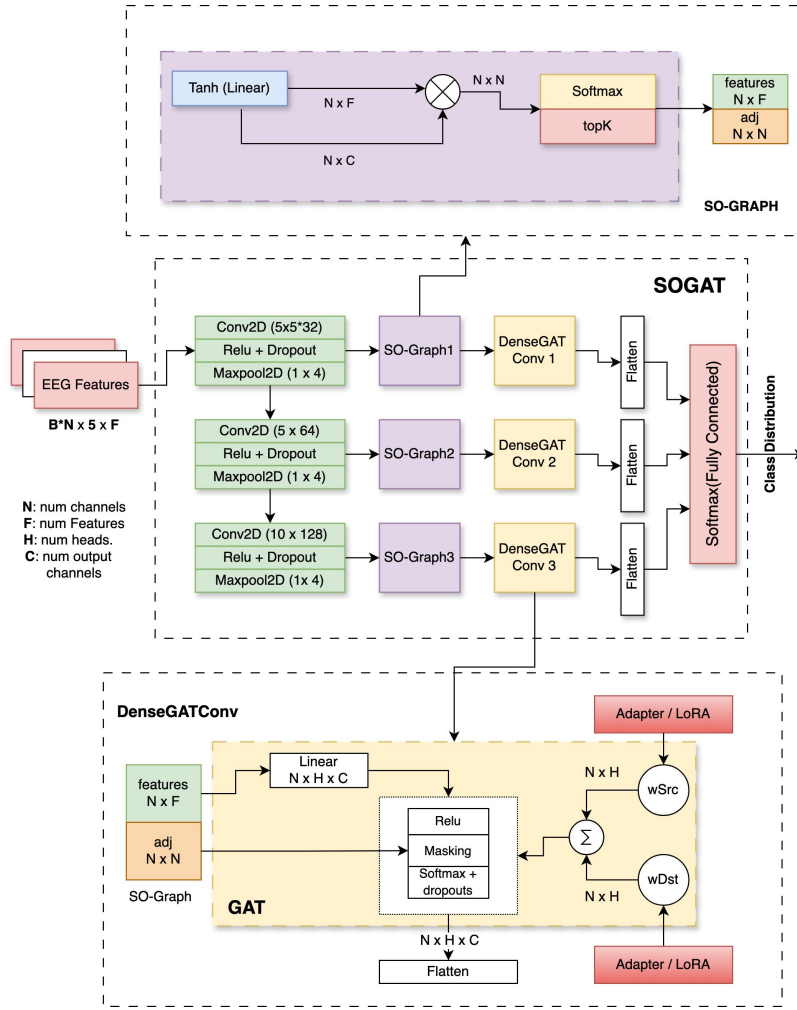 Tanh (Linear)
N x F
N x C
N x N
Softmax
topK
features
N x F
adj
N x N
SO-GRAPH
SOGAT
EEG Features
B*N x 5 x F
N: num channels
F: num Features
H: num heads.
C: num output
channels
Conv2D (5x5*32)
Relu + Dropout
Maxpool2D (1 x 4)
SO-Graph1
DenseGAT
Conv 1
Flatten
Conv2D (5 x 64)
Relu + Dropout
Maxpool2D (1 x 4)
SO-Graph2
DenseGAT
Conv 2
Flatten
Conv2D (10 x 128)
Relu + Dropout
Maxpool2D (1x 4)
SO-Graph3
DenseGAT
Conv 3
Flatten
Softmax(Fully Connected)
Class Distribution
DenseGATConv
features
N x F
adj
N x N
SO-Graph
Linear
N x H x C
Relu
Masking
Softmax +
dropouts
GAT
N x H x C
Flatten
Adapter / LoRA
N x H
wSrc
Σ
wDst
N x H
Adapter / LoRA